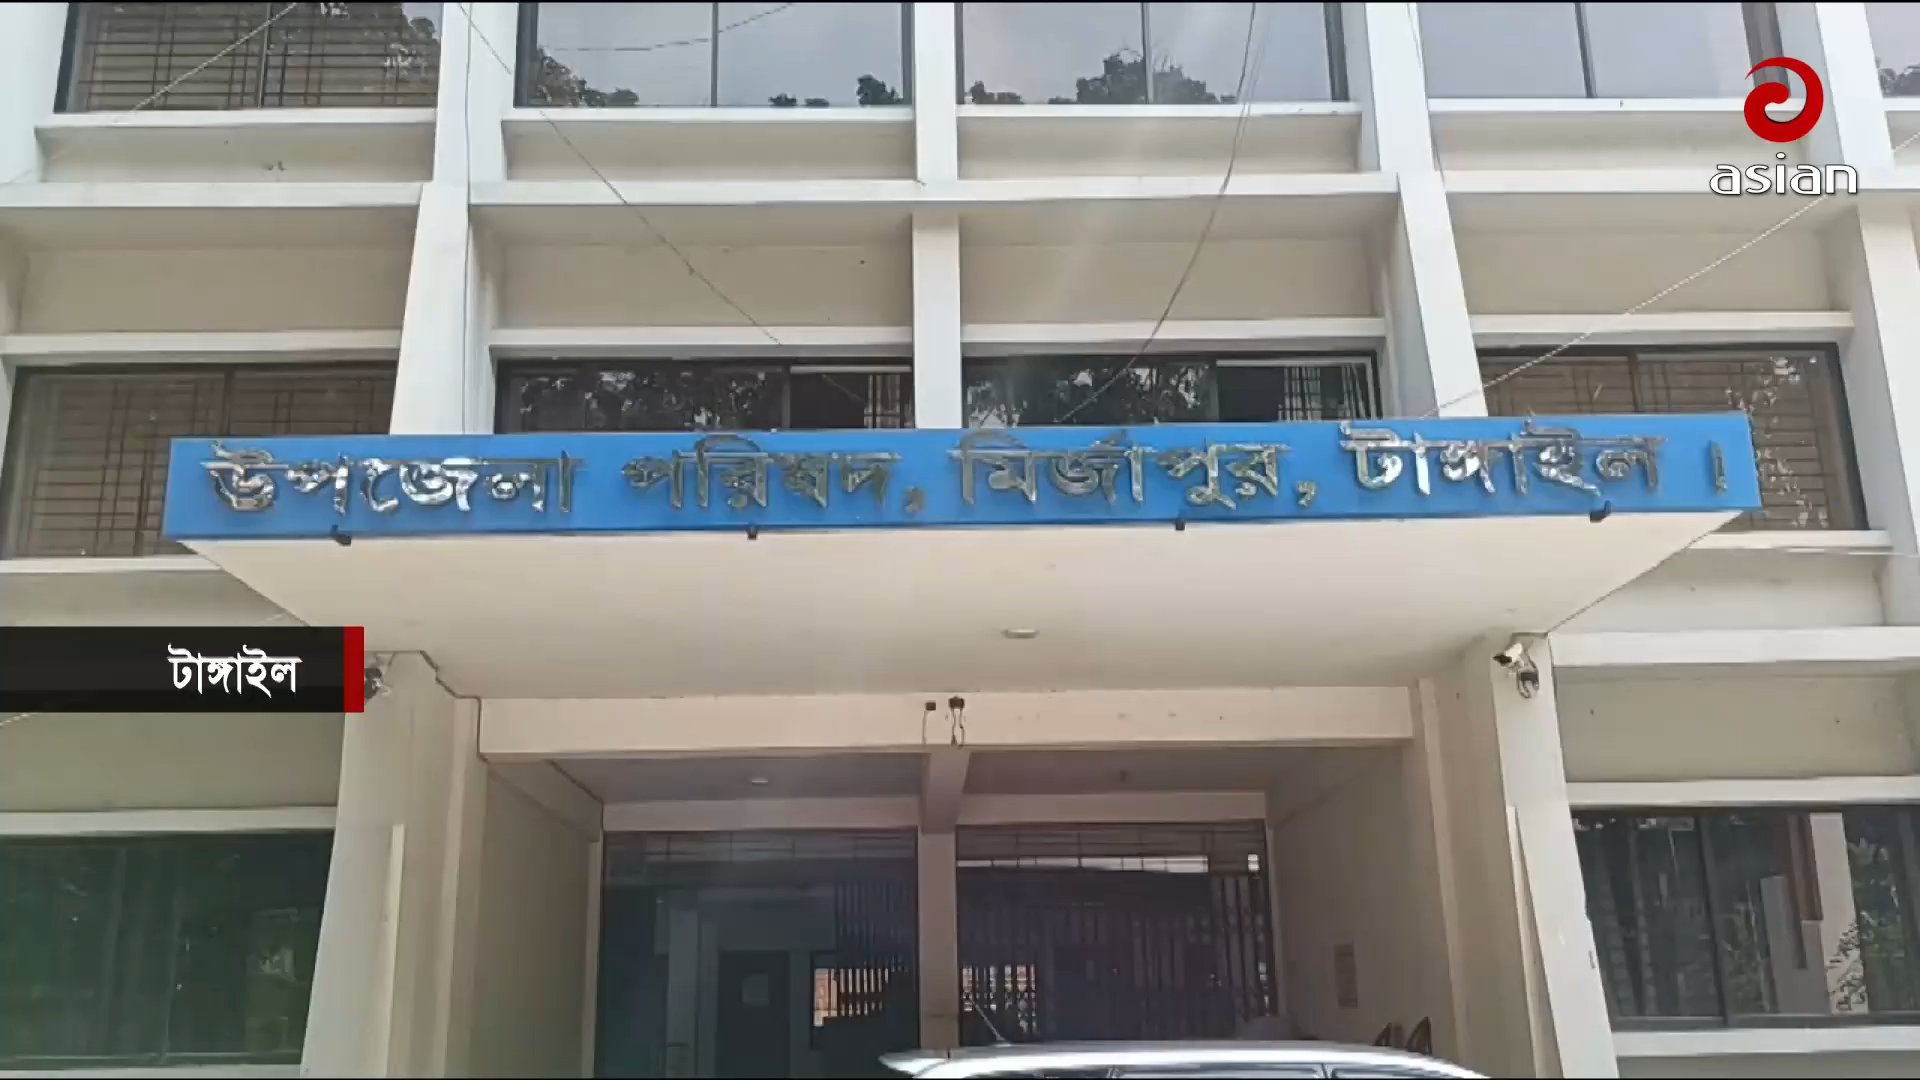 asian
উপজেলা পরিষদ, মির্জাপুর, টাঙ্গাইল ।
টাঙ্গাইল